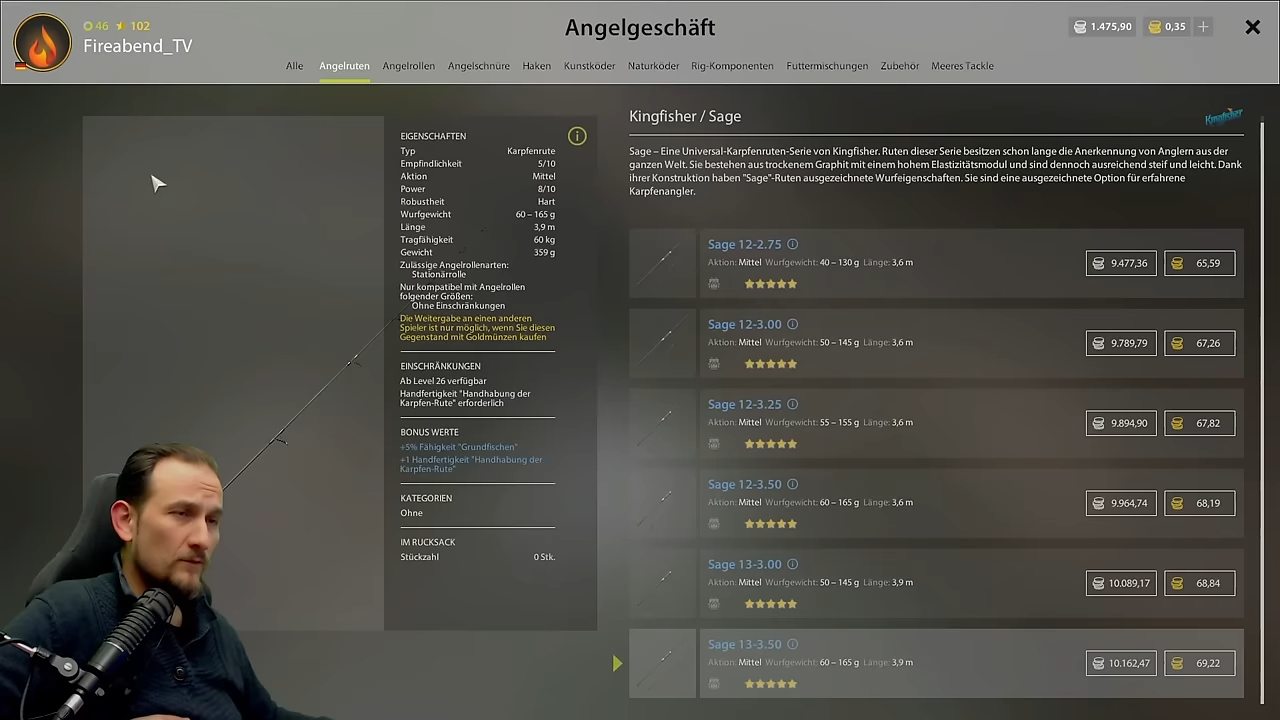 46 102
Fireabend_TV
Angelgeschäft
1.475,90 0,35 +
Alle Angelruten Angelrollen Angelschnüre Haken Kunstköder Naturköder Rig-Komponenten Futtermischungen Zubehör Meeres Tackle
EIGENSCHAFTEN
Typ Karpfenrute
Empfindlichkeit 5/10
Aktion Mittel
Power 8/10
Robustheit Hart
Wurfgewicht 60 – 165 g
Länge 3,9 m
Tragfähigkeit 60 kg
Gewicht 359 g
Zulässige Angelrollenarten:
Stationärrolle
Nur kompatibel mit Angelrollen
folgender Größen:
Ohne Einschränkungen
Die Weitergabe an einen anderen
Spieler ist nur möglich, wenn Sie diesen
Gegenstand mit Goldmünzen kaufen
EINSCHRÄNKUNGEN
Ab Level 26 verfügbar
Handfertigkeit "Handhabung der
Karpfen-Rute" erforderlich
BONUS WERTE
+5% Fähigkeit "Grundfischen"
+1 Handfertigkeit "Handhabung der
Karpfen-Rute"
KATEGORIEN
Ohne
IM RUCKSACK
Stückzahl 0 Stk.
Kingfisher / Sage
Kingfisher
Sage – Eine Universal-Karpfenruten-Serie von Kingfisher. Ruten dieser Serie besitzen schon lange die Anerkennung von Anglern aus der
ganzen Welt. Sie bestehen aus trockenem Graphit mit einem hohem Elastizitätsmodul und sind dennoch ausreichend steif und leicht. Dank
ihrer Konstruktion haben "Sage"-Ruten ausgezeichnete Wurfeigenschaften. Sie sind eine ausgezeichnete Option für erfahrene
Karpfenangler.
Sage 12-2.75
Aktion: Mittel Wurfgewicht: 40 – 130 g Länge: 3,6 m
9.477,36 65,59
Sage 12-3.00
Aktion: Mittel Wurfgewicht: 50 – 145 g Länge: 3,6 m
9.789,79 67,26
Sage 12-3.25
Aktion: Mittel Wurfgewicht: 55 – 155 g Länge: 3,6 m
9.894,90 67,82
Sage 12-3.50
Aktion: Mittel Wurfgewicht: 60 – 165 g Länge: 3,6 m
9.964,74 68,19
Sage 13-3.00
Aktion: Mittel Wurfgewicht: 50 – 145 g Länge: 3,9 m
10.089,17 68,84
Sage 13-3.50
Aktion: Mittel Wurfgewicht: 60 – 165 g Länge: 3,9 m
10.162,47 69,22